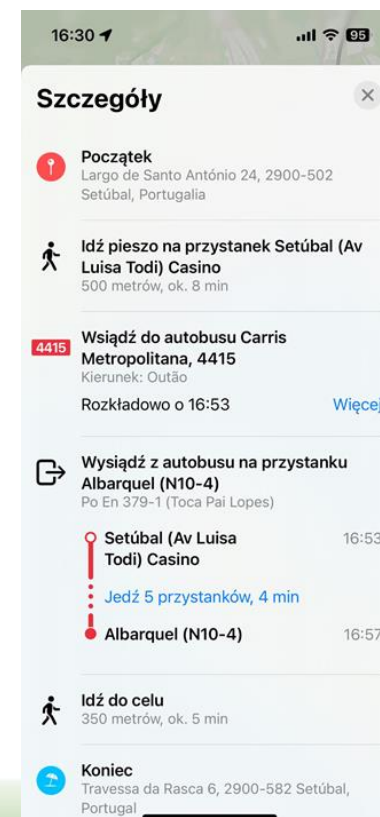 16:30
95
Szczegóły
Początek
Largo de Santo António 24, 2900-502
Setúbal, Portugalia
Idź pieszo na przystanek Setúbal (Av
Luisa Todi) Casino
500 metrów, ok. 8 min
4415
Wsiądź do autobusu Carris
Metropolitana, 4415
Kierunek: Outão
Rozkładowo o 16:53 Więcej
Wysiądź z autobusu na przystanku
Albarquel (N10-4)
Po En 379-1 (Toca Pai Lopes)
Setúbal (Av Luisa 16:53
Todi) Casino
Jedź 5 przystanków, 4 min
Albarquel (N10-4) 16:57
Idź do celu
350 metrów, ok. 5 min
Koniec
Travessa da Rasca 6, 2900-582 Setúbal,
Portugal